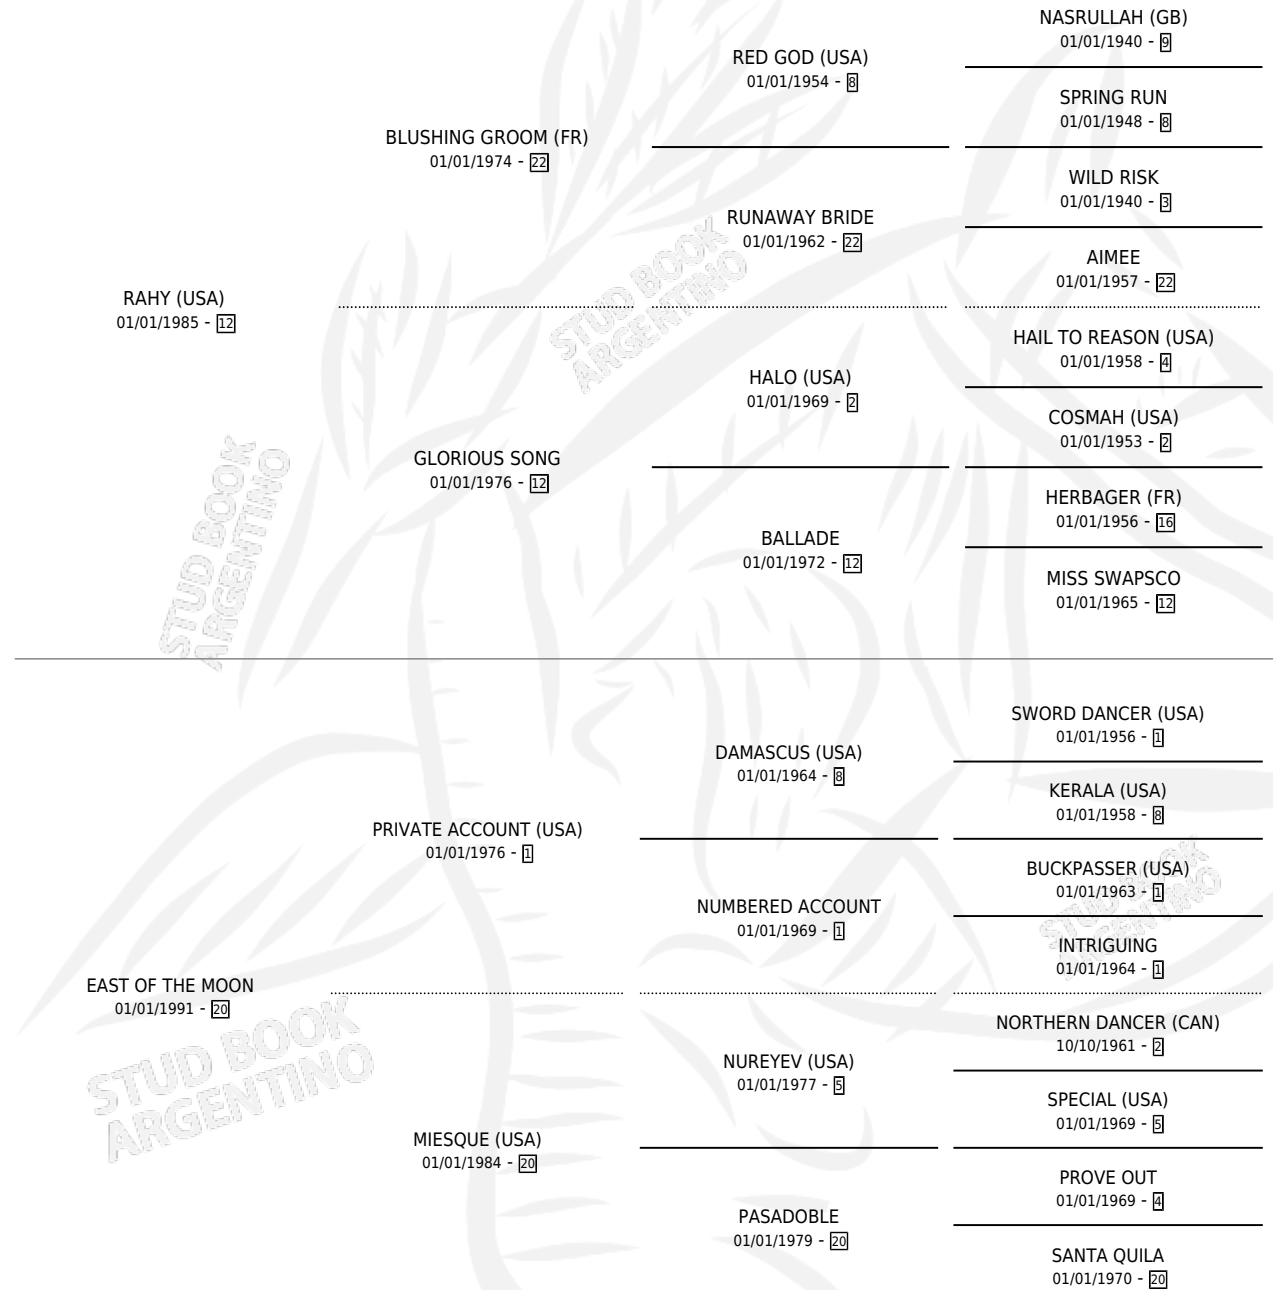 NASRULLAH (GB)
01/01/1940 - 9
RED GOD (USA)
01/01/1954 - 8
SPRING RUN
01/01/1948 - 8
BLUSHING GROOM (FR)
01/01/1974 - 22
WILD RISK
01/01/1940 - 3
RUNAWAY BRIDE
01/01/1962 - 22
AIMEE
01/01/1957 - 22
RAHY (USA)
01/01/1985 - 12
HAIL TO REASON (USA)
01/01/1958 - 4
HALO (USA)
01/01/1969 - 2
COSMAH (USA)
01/01/1953 - 2
GLORIOUS SONG
01/01/1976 - 12
HERBAGER (FR)
01/01/1956 - 16
BALLADE
01/01/1972 - 12
MISS SWAPSCO
01/01/1965 - 12
STUD BOOK
ARGENTINO
STUD BOOK
ARGENTINO
SWORD DANCER (USA)
01/01/1956 - 1
DAMASCUS (USA)
01/01/1964 - 8
KERALA (USA)
01/01/1958 - 8
PRIVATE ACCOUNT (USA)
01/01/1976 - 1
BUCKPASSER (USA)
01/01/1963 - 1
NUMBERED ACCOUNT
01/01/1969 - 1
INTRIGUING
01/01/1964 - 1
EAST OF THE MOON
01/01/1991 - 20
NORTHERN DANCER (CAN)
10/10/1961 - 2
NUREYEV (USA)
01/01/1977 - 5
SPECIAL (USA)
01/01/1969 - 5
MIESQUE (USA)
01/01/1984 - 20
PROVE OUT
01/01/1969 - 4
PASADOBLE
01/01/1979 - 20
SANTA QUILA
01/01/1970 - 20
STUD BOOK
ARGENTINO
STUD BOOK
ARGENTINO